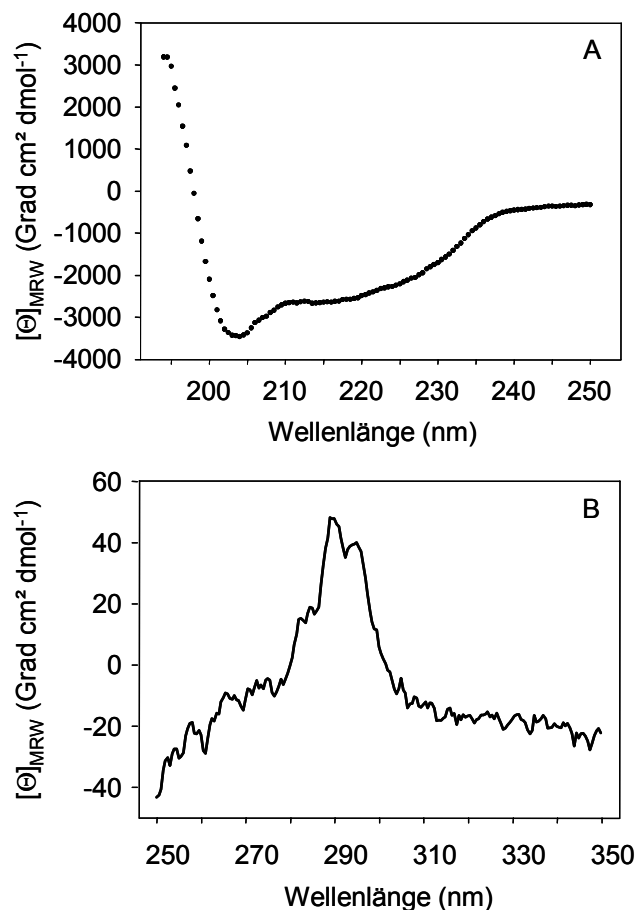 A
4000
3000
2000
1000
0
-1000
-2000
-3000
-4000
[Θ]MRW (Grad cm² dmol-1)
200 210 220 230 240 250
Wellenlänge (nm)
B
60
40
20
0
-20
-40
[Θ]MRW (Grad cm² dmol-1)
250 270 290 310 330 350
Wellenlänge (nm)